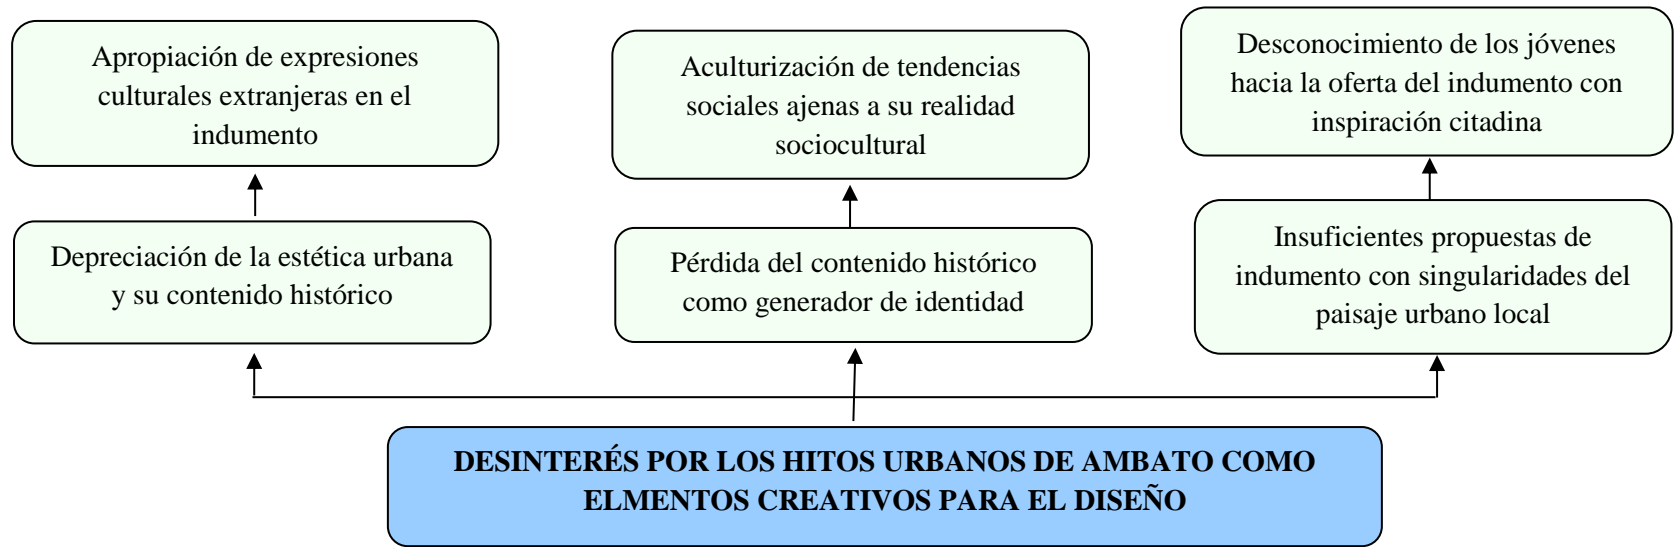 Apropiación de expresiones
culturales extranjeras en el
indumento
Aculturización de tendencias
sociales ajenas a su realidad
sociocultural
Desconocimiento de los jóvenes
hacia la oferta del indumento con
inspiración citadina
Depreciación de la estética urbana
y su contenido histórico
Pérdida del contenido histórico
como generador de identidad
Insuficientes propuestas de
indumento con singularidades del
paisaje urbano local
DESINTERÉS POR LOS HITOS URBANOS DE AMBATO COMO
ELMENTOS CREATIVOS PARA EL DISEÑO